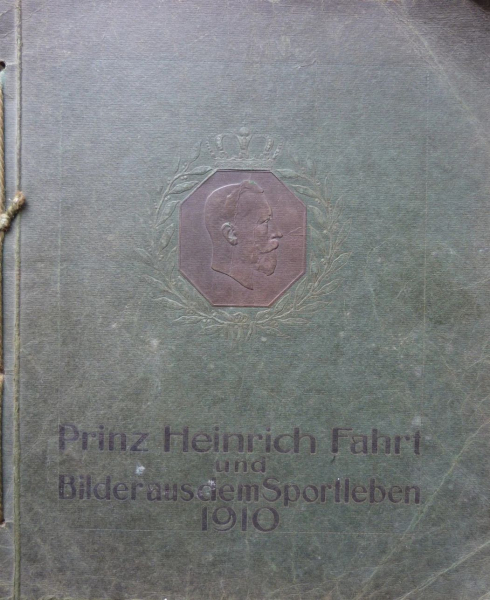 Prinz Heinrich Fahrt
und
Bilder aus dem Sportleben
1910